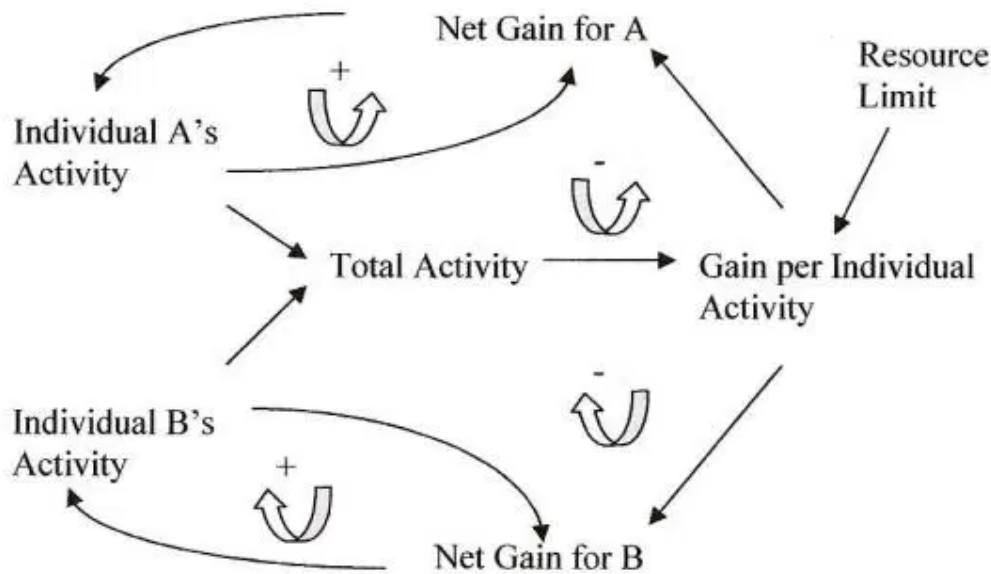 Net Gain for A
Resource
Limit
+
Individual A's
Activity
-
Total Activity
Gain per Individual
Activity
-
Individual B's
Activity
+
Net Gain for B